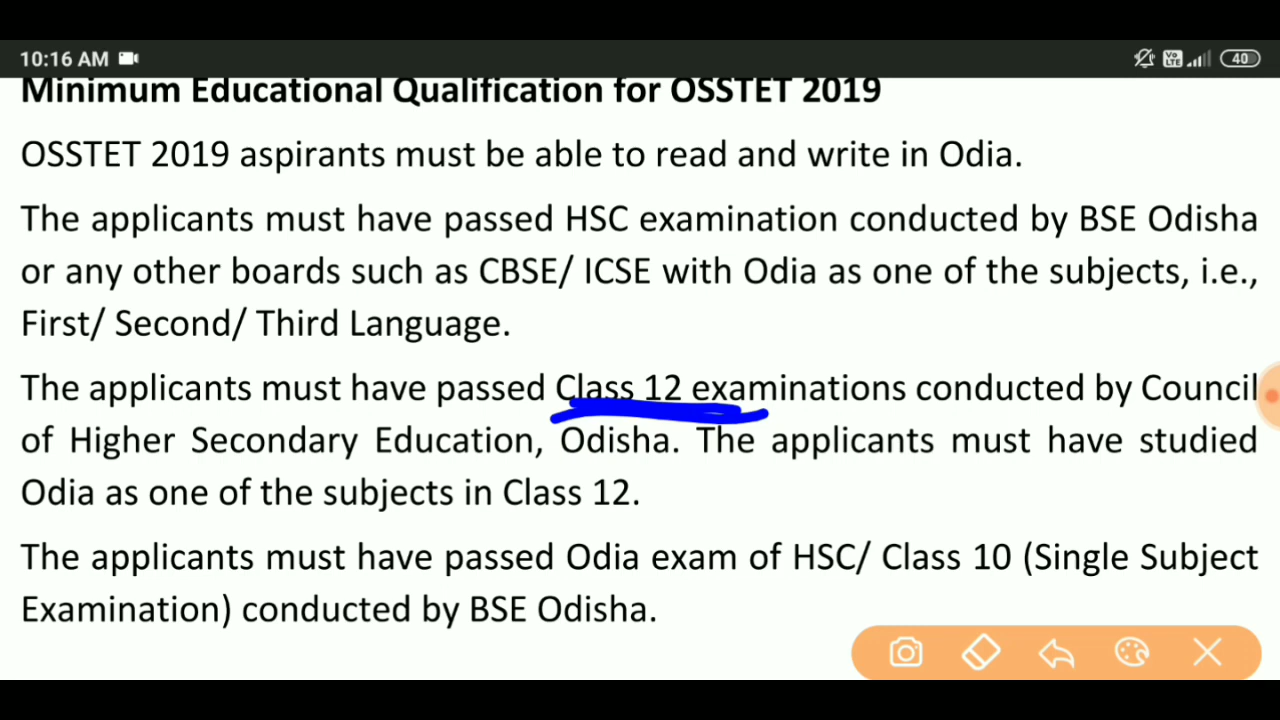 10:16 AM
Vo LTE 40
Minimum Educational Qualification for OSSTET 2019
OSSTET 2019 aspirants must be able to read and write in Odia.
The applicants must have passed HSC examination conducted by BSE Odisha
or any other boards such as CBSE/ ICSE with Odia as one of the subjects, i.e.,
First/ Second/ Third Language.
The applicants must have passed Class 12 examinations conducted by Council
of Higher Secondary Education, Odisha. The applicants must have studied
Odia as one of the subjects in Class 12.
The applicants must have passed Odia exam of HSC/ Class 10 (Single Subject
Examination) conducted by BSE Odisha.